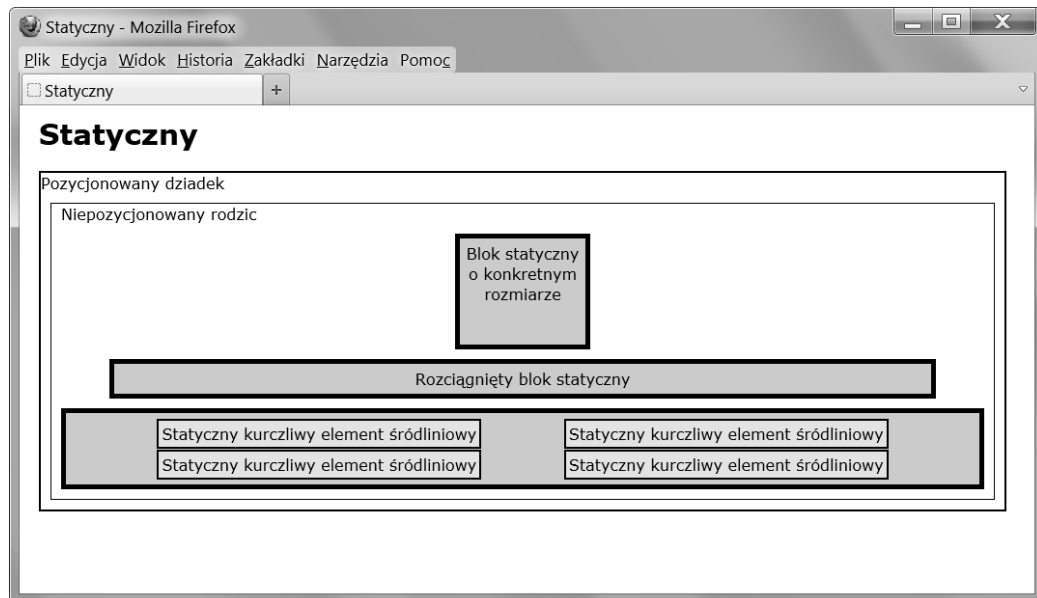 Statyczny - Mozilla Firefox
Plik Edycja Widok Historia Zakładki Narzędzia Pomoc
Statyczny +
Statyczny
Pozycjonowany dziadek
Niepozycjonowany rodzic
Blok statyczny
o konkretnym
rozmiarze
Rozciągnięty blok statyczny
Statyczny kurczliwy element śródliniowy Statyczny kurczliwy element śródliniowy
Statyczny kurczliwy element śródliniowy Statyczny kurczliwy element śródliniowy